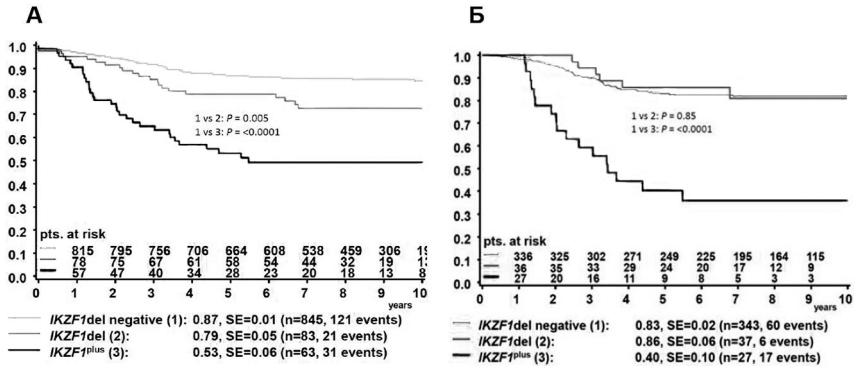 А
Б
1.0
0.9
0.8
0.7
0.6
0.5
0.4
0.3
0.2
0.1
0.0
1 vs 2: P = 0.005
1 vs 3: P = <0.0001
pts. at risk
815 795 756 706 664 608 538 459 306
78 75 67 61 58 54 44 32 19
57 47 40 34 28 23 20 18 13 8
0 1 2 3 4 5 6 7 8 9 10
years
IKZF1del negative (1): 0.87, SE=0.01 (n=845, 121 events)
IKZF1del (2): 0.79, SE=0.05 (n=83, 21 events)
IKZF1plus (3): 0.53, SE=0.06 (n=63, 31 events)
1.0
0.9
0.8
0.7
0.6
0.5
0.4
0.3
0.2
0.1
0.0
1 vs 2: P = 0.85
1 vs 3: P = <0.0001
pts. at risk
336 325 302 271 249 225 195 164 115
36 35 33 29 24 20 17 12 9
27 20 16 11 9 8 5 3 3
0 1 2 3 4 5 6 7 8 9 10
years
IKZF1del negative (1): 0.83, SE=0.02 (n=343, 60 events)
IKZF1del (2): 0.86, SE=0.06 (n=37, 6 events)
IKZF1plus (3): 0.40, SE=0.10 (n=27, 17 events)